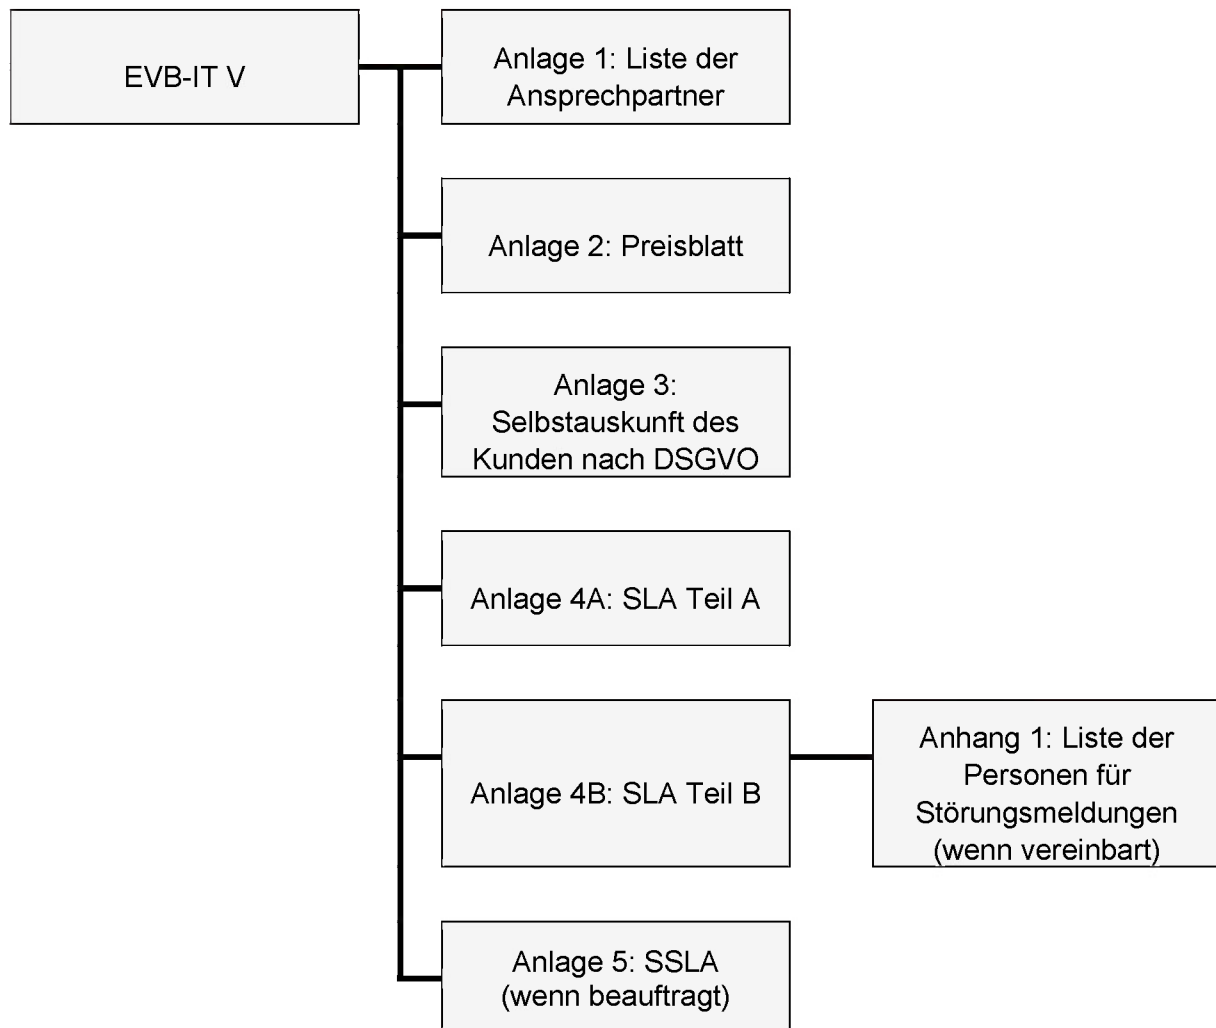 EVB-IT V
Anlage 1: Liste der
Ansprechpartner
Anlage 2: Preisblatt
Anlage 3:
Selbstauskunft des
Kunden nach DSGVO
Anlage 4A: SLA Teil A
Anlage 4B: SLA Teil B
Anhang 1: Liste der
Personen für
Störungsmeldungen
(wenn vereinbart)
Anlage 5: SSLA
(wenn beauftragt)